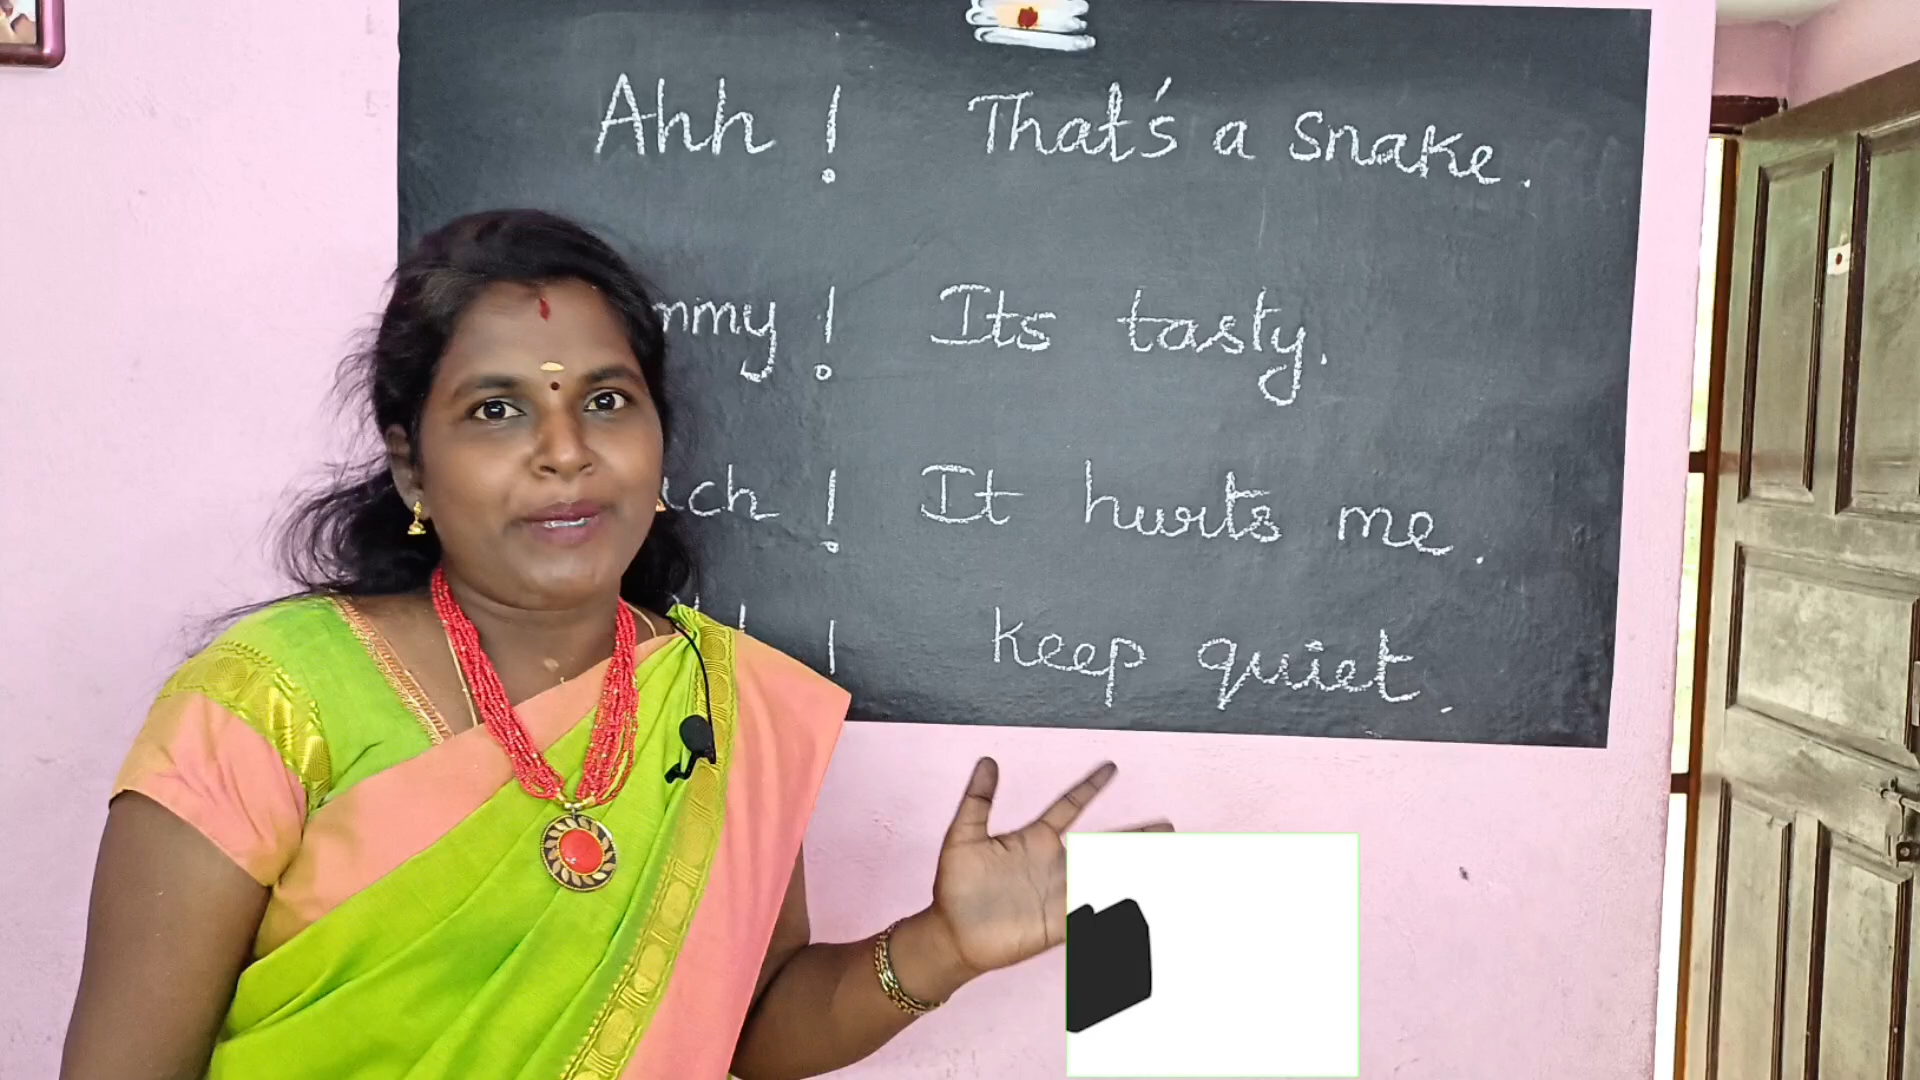 Ahh ! That's a snake.
mmy ! Its tasty.
ch ! It hurts me.
! keep quiet.